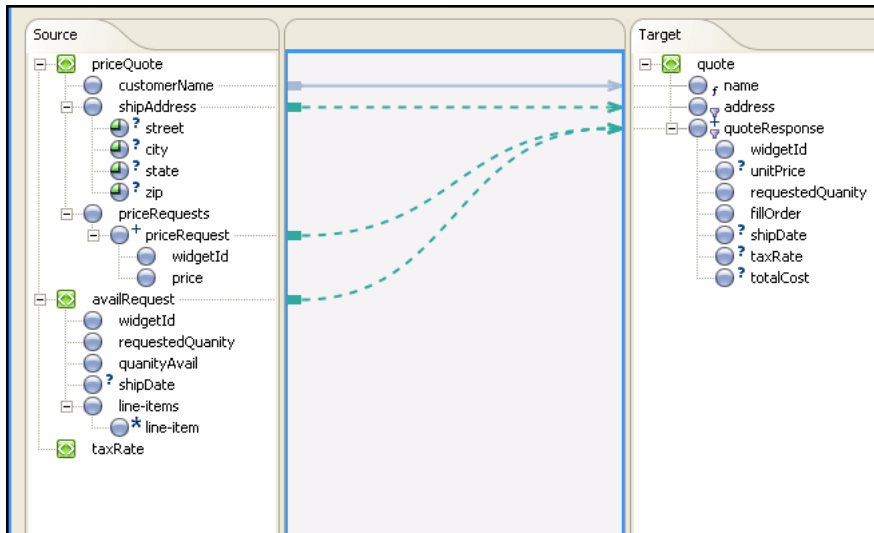 Source
priceQuote
customerName
shipAddress
? street
? city
? state
? zip
priceRequests
+ priceRequest
widgetId
price
availRequest
widgetId
requestedQuanity
quanityAvail
? shipDate
line-items
* line-item
taxRate
Target
quote
f name
address
+ quoteResponse
widgetId
? unitPrice
requestedQuanity
fillOrder
? shipDate
? taxRate
? totalCost